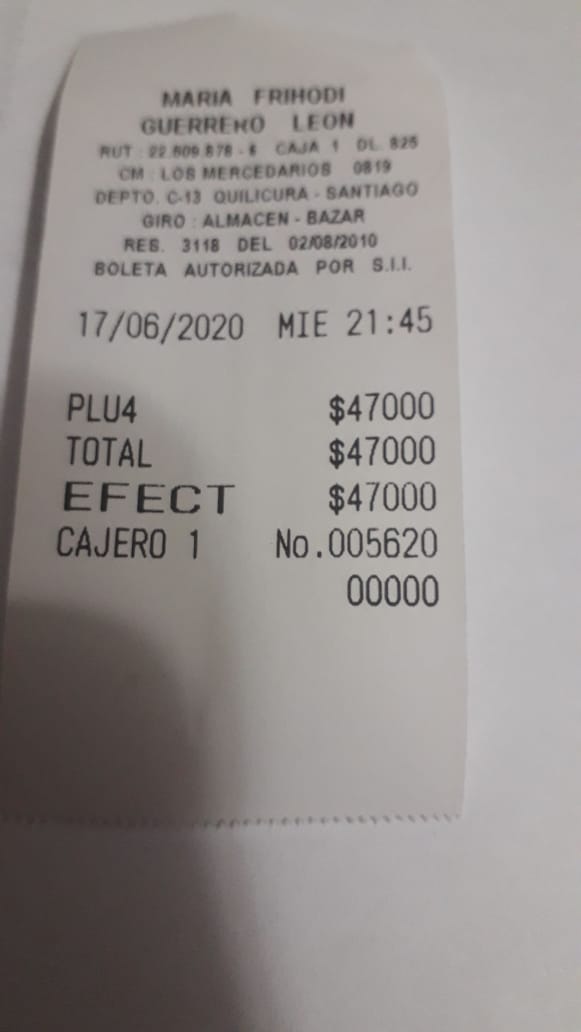 MARIA FRIHODI
GUERRERO LEON
RUT : 22.609.878 - 6 CAJA 1 DL. 825
CM : LOS MERCEDARIOS 0819
DEPTO. C-13 QUILICURA - SANTIAGO
GIRO : ALMACEN - BAZAR
RES. 3118 DEL 02/08/2010
BOLETA AUTORIZADA POR S.I.I.
17/06/2020 MIE 21:45
PLU4 $47000
TOTAL $47000
EFECT $47000
CAJERO 1 No.005620
00000